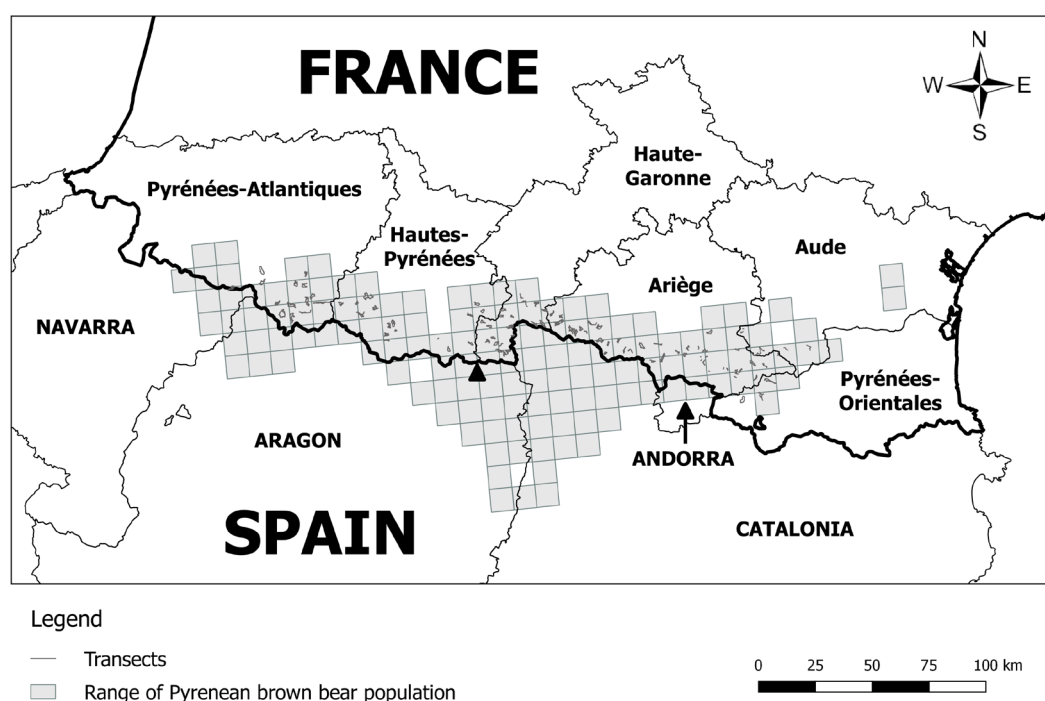 FRANCE
N
W E
S
Haute-
Garonne
Pyrénées-Atlantiques
Hautes-
Pyrénées
Aude
Ariège
NAVARRA
Pyrénées-
Orientales
ARAGON
ANDORRA
SPAIN
CATALONIA
Legend
Transects
Range of Pyrenean brown bear population
0 25 50 75 100 km